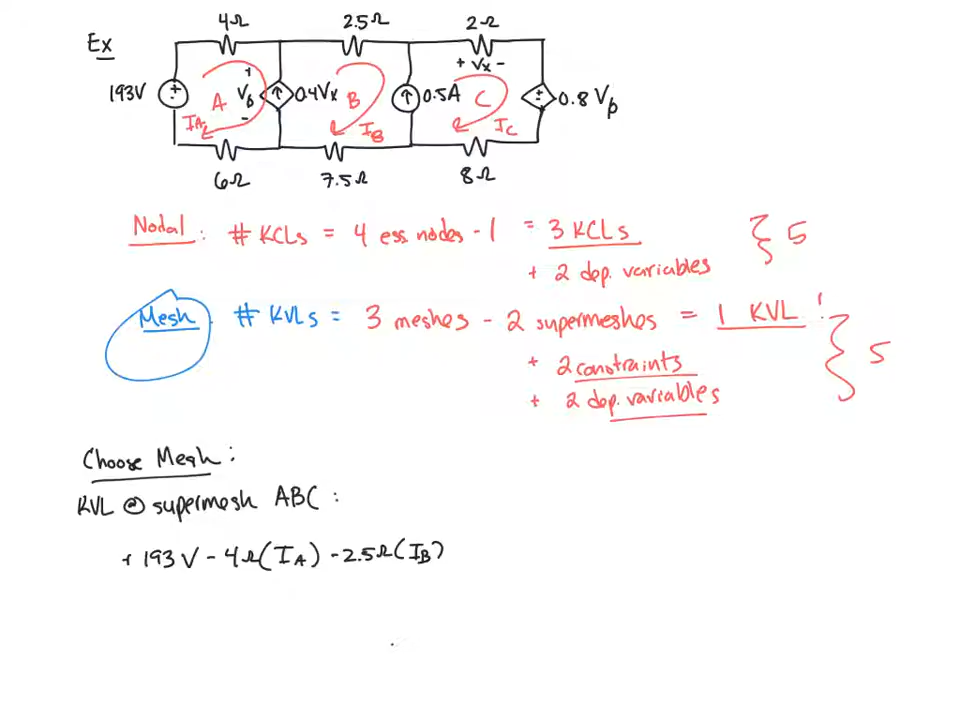 Ex
4Ω 2.5Ω 2Ω
+ Vx -
193V + - A + Vϕ - 0.4Vx B 0.5A C + - 0.8 Vϕ
IA IB IC
6Ω 7.5Ω 8Ω
Nodal : # KCLs = 4 ess nodes - 1 = 3 KCLs } 5
+ 2 dep. variables
Mesh # KVLs = 3 meshes - 2 supermeshes = 1 KVL !
+ 2 constraints } 5
+ 2 dep. variables
Choose Mesh :
KVL @ supermesh ABC :
+ 193 V - 4Ω(IA) - 2.5Ω(IB)